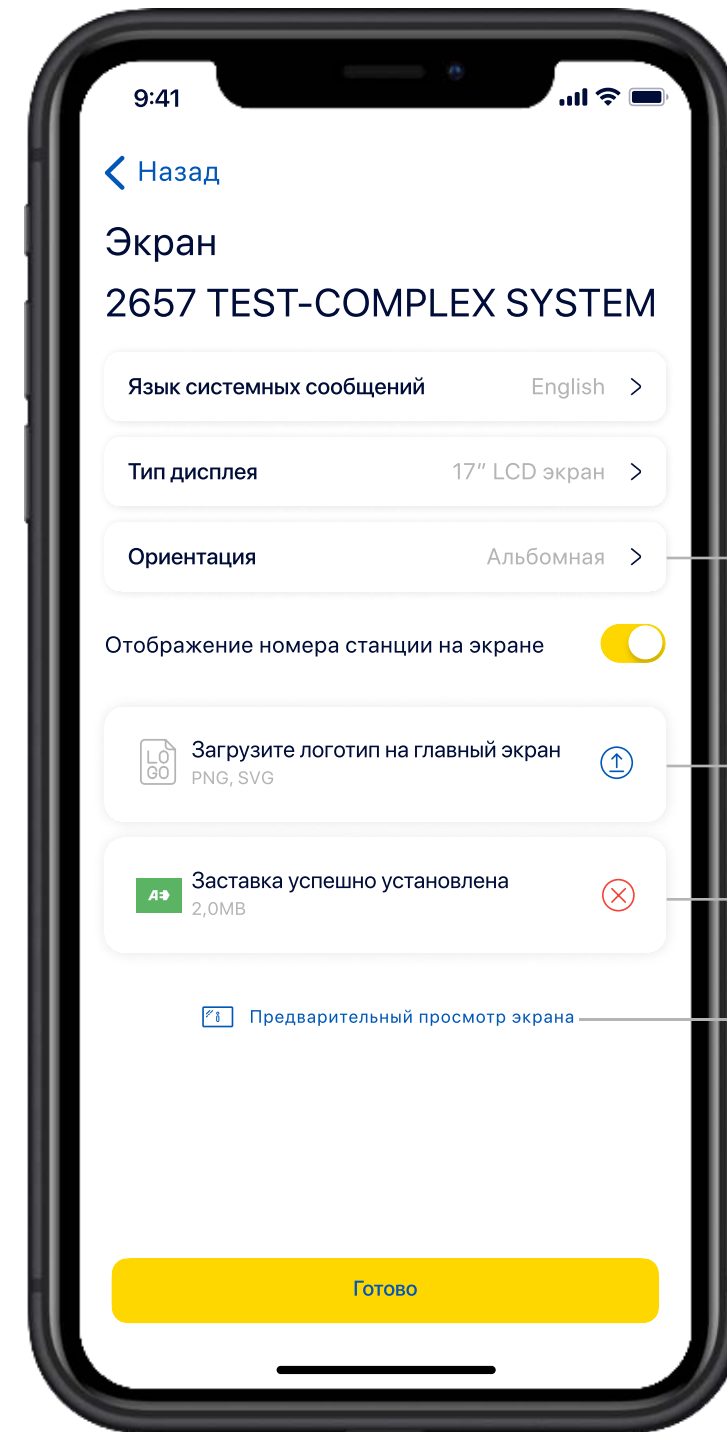 9:41
Назад
Экран
2657 TEST-COMPLEX SYSTEM
Язык системных сообщений English
Тип дисплея 17” LCD экран
Ориентация Альбомная
Отображение номера станции на экране
LO
GO
Загрузите логотип на главный экран
PNG, SVG
Заставка успешно установлена
2,0MB
Предварительный просмотр экрана
Готово